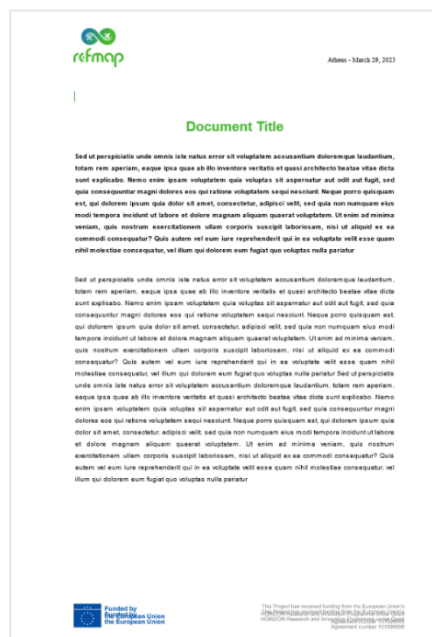 refmap
Athens - March 29, 2023
Document Title
Sed ut perspiciatis unde omnis iste natus error sit voluptatem accusantium doloremque laudantium,
totam rem aperiam, eaque ipsa quae ab illo inventore veritatis et quasi architecto beatae vitae dicta
sunt explicabo. Nemo enim ipsam voluptatem quia voluptas sit aspernatur aut odit aut fugit, sed
quia consequuntur magni dolores eos qui ratione voluptatem sequi nesciunt. Neque porro quisquam
est, qui dolorem ipsum quia dolor sit amet, consectetur, adipisci velit, sed quia non numquam eius
modi tempora incidunt ut labore et dolore magnam aliquam quaerat voluptatem. Ut enim ad minima
veniam, quis nostrum exercitationem ullam corporis suscipit laboriosam, nisi ut aliquid ex ea
commodi consequatur? Quis autem vel eum iure reprehenderit qui in ea voluptate velit esse quam
nihil molestiae consequatur, vel illum qui dolorem eum fugiat quo voluptas nulla pariatur
Sed ut perspiciatis unde omnis iste natus error sit voluptatem accusantium doloremque laudantium,
totam rem aperiam, eaque ipsa quae ab illo inventore veritatis et quasi architecto beatae vitae dicta
sunt explicabo. Nemo enim ipsam voluptatem quia voluptas sit aspernatur aut odit aut fugit, sed quia
consequuntur magni dolores eos qui ratione voluptatem sequi nesciunt. Neque porro quisquam est,
qui dolorem ipsum quia dolor sit amet, consectetur, adipisci velit, sed quia non numquam eius modi
tempora incidunt ut labore et dolore magnam aliquam quaerat voluptatem. Ut enim ad minima veniam,
quis nostrum exercitationem ullam corporis suscipit laboriosam, nisi ut aliquid ex ea commodi
consequatur? Quis autem vel eum iure reprehenderit qui in ea voluptate velit esse quam nihil
molestiae consequatur, vel illum qui dolorem eum fugiat quo voluptas nulla pariatur Sed ut perspiciatis
unde omnis iste natus error sit voluptatem accusantium doloremque laudantium, totam rem aperiam,
eaque ipsa quae ab illo inventore veritatis et quasi architecto beatae vitae dicta sunt explicabo. Nemo
enim ipsam voluptatem quia voluptas sit aspernatur aut odit aut fugit, sed quia consequuntur magni
dolores eos qui ratione voluptatem sequi nesciunt. Neque porro quisquam est, qui dolorem ipsum quia
dolor sit amet, consectetur, adipisci velit, sed quia non numquam eius modi tempora incidunt ut labore
et dolore magnam aliquam quaerat voluptatem. Ut enim ad minima veniam, quis nostrum
exercitationem ullam corporis suscipit laboriosam, nisi ut aliquid ex ea commodi consequatur? Quis
autem vel eum iure reprehenderit qui in ea voluptate velit esse quam nihil molestiae consequatur, vel
illum qui dolorem eum fugiat quo voluptas nulla pariatur
Funded by
the European Union
This Project has received funding from the European Union's
HORIZON Research and Innovation Programme under Grant
Agreement number